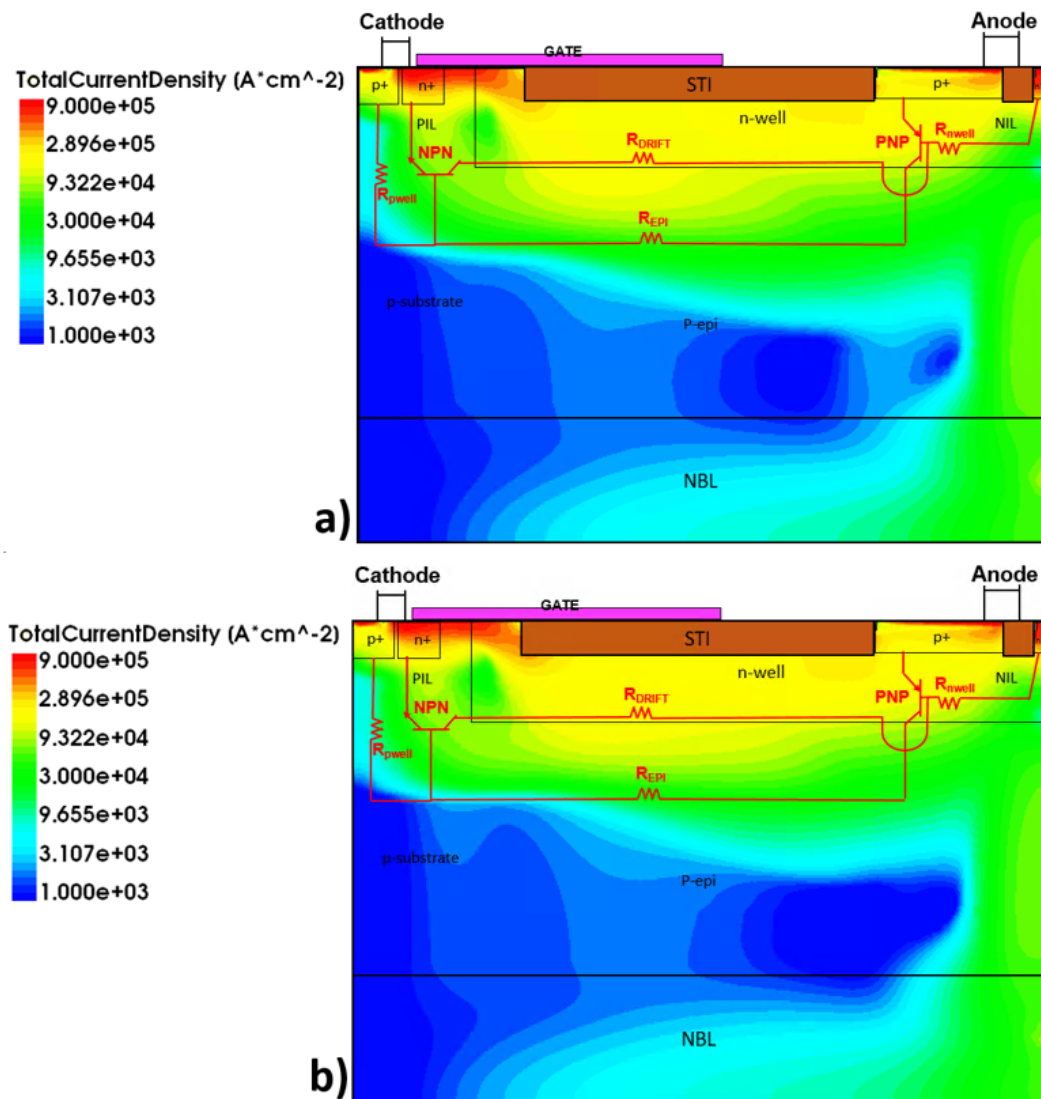 Cathode
Anode
GATE
TotalCurrentDensity (A*cm^-2)
9.000e+05
2.896e+05
9.322e+04
3.000e+04
9.655e+03
3.107e+03
1.000e+03
p+
n+
STI
p+
PIL
n-well
NIL
NPN
RDRIFT
PNP
Rnwell
Rpwell
REPI
p-substrate
P-epi
NBL
a)
Cathode
Anode
GATE
TotalCurrentDensity (A*cm^-2)
9.000e+05
2.896e+05
9.322e+04
3.000e+04
9.655e+03
3.107e+03
1.000e+03
p+
n+
STI
p+
PIL
n-well
NIL
NPN
RDRIFT
PNP
Rnwell
Rpwell
REPI
p-substrate
P-epi
NBL
b)